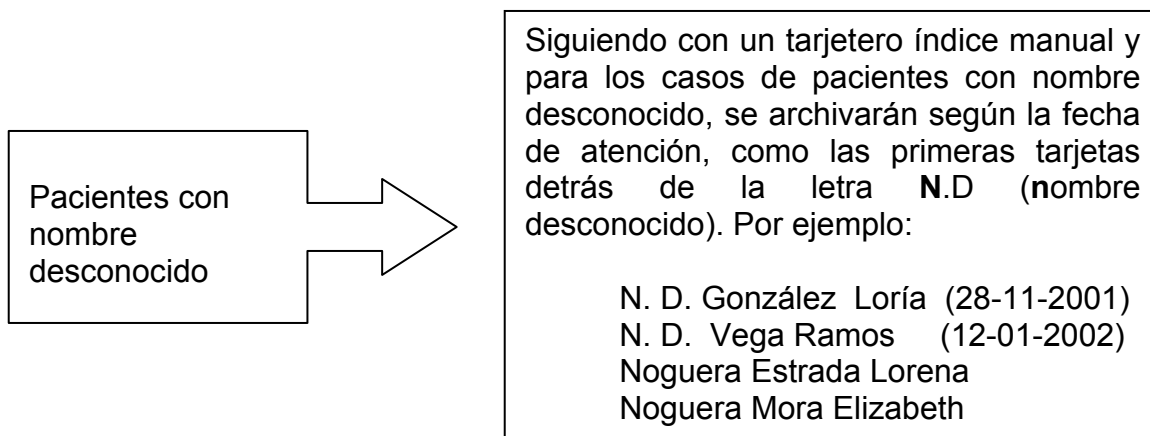 Pacientes con
nombre
desconocido
Siguiendo con un tarjetero índice manual y
para los casos de pacientes con nombre
desconocido, se archivarán según la fecha
de atención, como las primeras tarjetas
detrás de la letra N.D (nombre
desconocido). Por ejemplo:
N. D. González Loría (28-11-2001)
N. D. Vega Ramos (12-01-2002)
Noguera Estrada Lorena
Noguera Mora Elizabeth